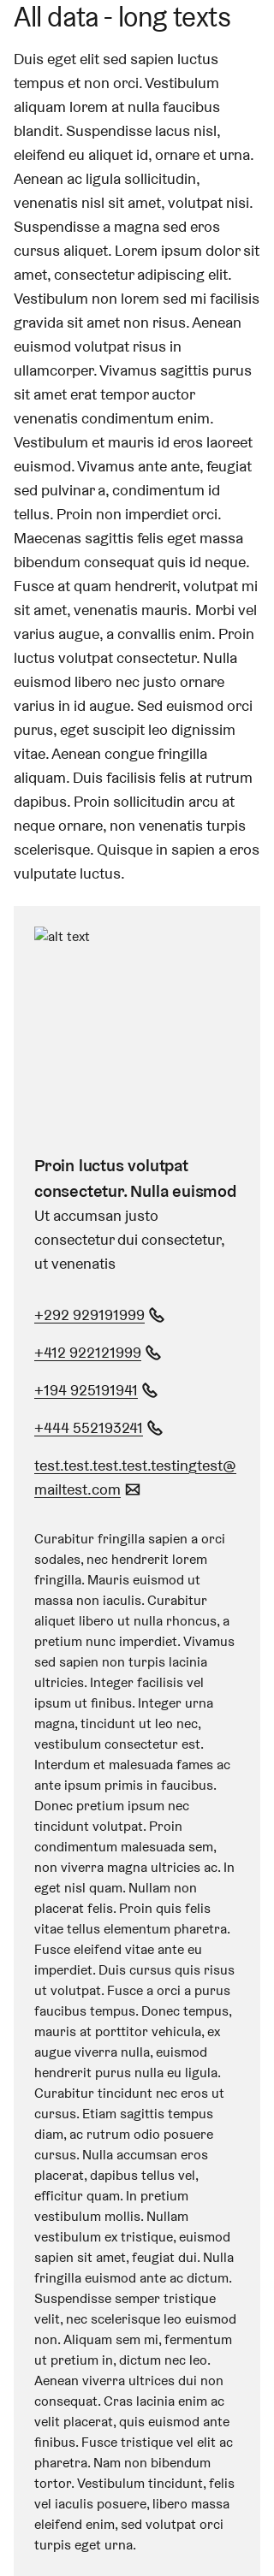 All data - long texts
Duis eget elit sed sapien luctus
tempus et non orci. Vestibulum
aliquam lorem at nulla faucibus
blandit. Suspendisse lacus nisl,
eleifend eu aliquet id, ornare et urna.
Aenean ac ligula sollicitudin,
venenatis nisl sit amet, volutpat nisi.
Suspendisse a magna sed eros
cursus aliquet. Lorem ipsum dolor sit
amet, consectetur adipiscing elit.
Vestibulum non lorem sed mi facilisis
gravida sit amet non risus. Aenean
euismod volutpat risus in
ullamcorper. Vivamus sagittis purus
sit amet erat tempor auctor
venenatis condimentum enim.
Vestibulum et mauris id eros laoreet
euismod. Vivamus ante ante, feugiat
sed pulvinar a, condimentum id
tellus. Proin non imperdiet orci.
Maecenas sagittis felis eget massa
bibendum consequat quis id neque.
Fusce at quam hendrerit, volutpat mi
sit amet, venenatis mauris. Morbi vel
varius augue, a convallis enim. Proin
luctus volutpat consectetur. Nulla
euismod libero nec justo ornare
varius in id augue. Sed euismod orci
purus, eget suscipit leo dignissim
vitae. Aenean congue fringilla
aliquam. Duis facilisis felis at rutrum
dapibus. Proin sollicitudin arcu at
neque ornare, non venenatis turpis
scelerisque. Quisque in sapien a eros
vulputate luctus.
alt text
Proin luctus volutpat
consectetur. Nulla euismod
Ut accumsan justo
consectetur dui consectetur,
ut venenatis
+292 929191999
+412 922121999
+194 925191941
+444 552193241
test.test.test.test.testingtest@
mailtest.com
Curabitur fringilla sapien a orci
sodales, nec hendrerit lorem
fringilla. Mauris euismod ut
massa non iaculis. Curabitur
aliquet libero ut nulla rhoncus, a
pretium nunc imperdiet. Vivamus
sed sapien non turpis lacinia
ultricies. Integer facilisis vel
ipsum ut finibus. Integer urna
magna, tincidunt ut leo nec,
vestibulum consectetur est.
Interdum et malesuada fames ac
ante ipsum primis in faucibus.
Donec pretium ipsum nec
tincidunt volutpat. Proin
condimentum malesuada sem,
non viverra magna ultricies ac. In
eget nisl quam. Nullam non
placerat felis. Proin quis felis
vitae tellus elementum pharetra.
Fusce eleifend vitae ante eu
imperdiet. Duis cursus quis risus
ut volutpat. Fusce a orci a purus
faucibus tempus. Donec tempus,
mauris at porttitor vehicula, ex
augue viverra nulla, euismod
hendrerit purus nulla eu ligula.
Curabitur tincidunt nec eros ut
cursus. Etiam sagittis tempus
diam, ac rutrum odio posuere
cursus. Nulla accumsan eros
placerat, dapibus tellus vel,
efficitur quam. In pretium
vestibulum mollis. Nullam
vestibulum ex tristique, euismod
sapien sit amet, feugiat dui. Nulla
fringilla euismod ante ac dictum.
Suspendisse semper tristique
velit, nec scelerisque leo euismod
non. Aliquam sem mi, fermentum
ut pretium in, dictum nec leo.
Aenean viverra ultrices dui non
consequat. Cras lacinia enim ac
velit placerat, quis euismod ante
finibus. Fusce tristique vel elit ac
pharetra. Nam non bibendum
tortor. Vestibulum tincidunt, felis
vel iaculis posuere, libero massa
eleifend enim, sed volutpat orci
turpis eget urna.